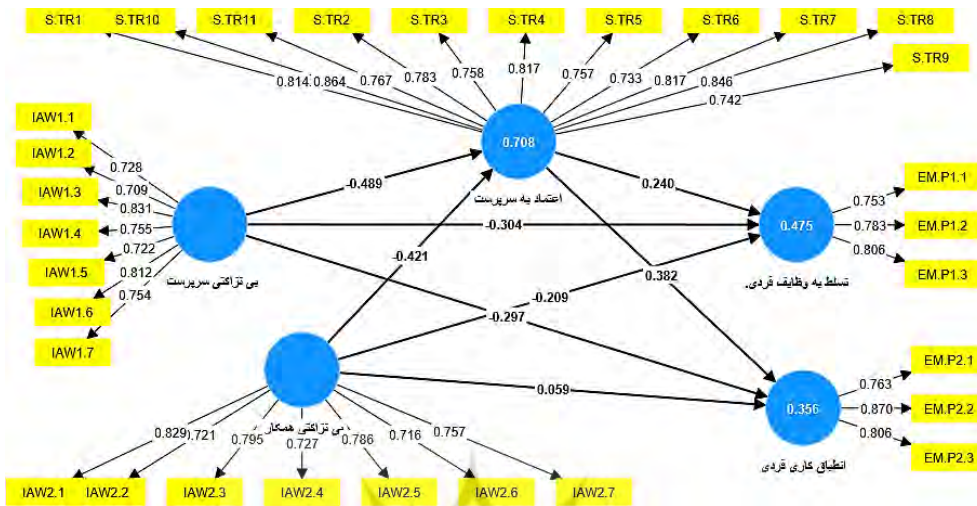 S.TR1 S.TR10 S.TR11 S.TR2 S.TR3 S.TR4 S.TR5 S.TR6 S.TR7 S.TR8
S.TR9
0.814 0.864 0.767 0.783 0.758 0.817 0.757 0.733 0.817 0.846
0.742
IAW1.1
IAW1.2
IAW1.3
IAW1.4
IAW1.5
IAW1.6
IAW1.7
0.728
0.709
0.831
0.755
0.722
0.812
0.754
بی نزاکتی سرپرست
0.708
اعتماد به سرپرست
-0.489
-0.304
-0.421
0.240
0.382
-0.209
-0.297
0.059
0.475
تسلط به وظایف فردی.
0.753
0.783
0.806
EM.P1.1
EM.P1.2
EM.P1.3
0.356
انطباق کاری فردی
0.763
0.870
0.806
EM.P2.1
EM.P2.2
EM.P2.3
بی نزاکتی همکار
0.829 0.721 0.795 0.727 0.786 0.716 0.757
IAW2.1 IAW2.2 IAW2.3 IAW2.4 IAW2.5 IAW2.6 IAW2.7